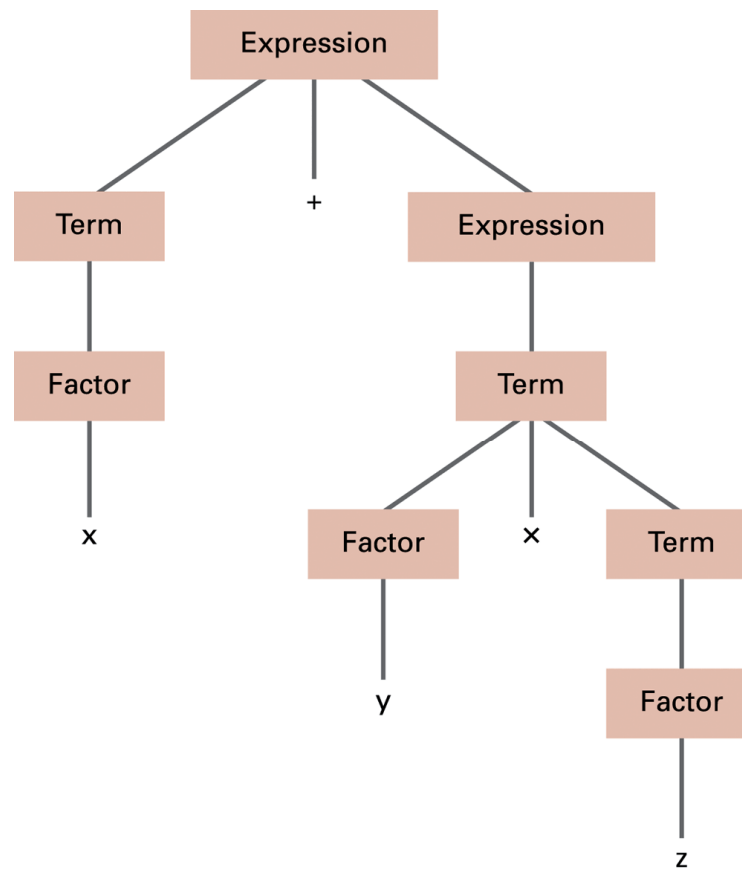 Expression
+
Term
Expression
Factor
Term
x
Factor
×
Term
y
Factor
z